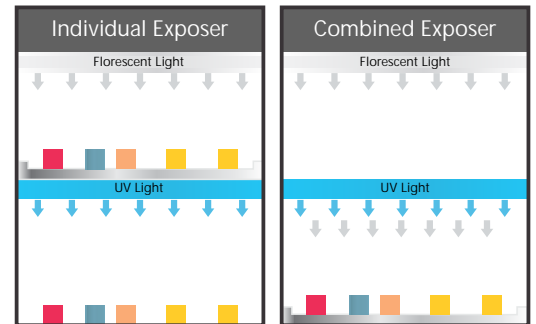 Individual Exposer
Florescent Light
UV Light
Combined Exposer
Florescent Light
UV Light